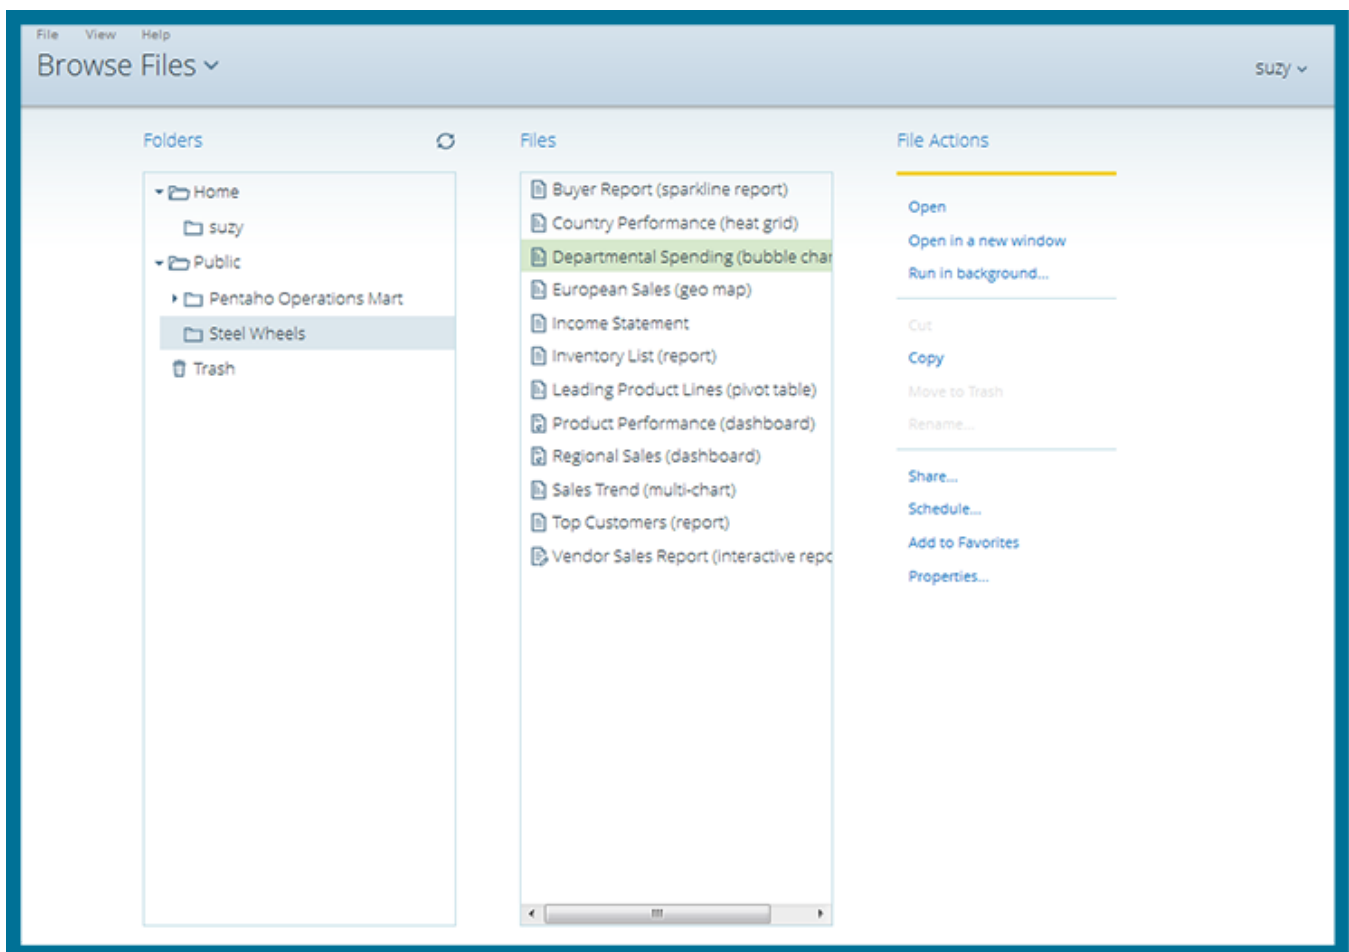 File View Help
Browse Files
suzy
Folders
Home
suzy
Public
Pentaho Operations Mart
Steel Wheels
Trash
Files
Buyer Report (sparkline report)
Country Performance (heat grid)
Departmental Spending (bubble char
European Sales (geo map)
Income Statement
Inventory List (report)
Leading Product Lines (pivot table)
Product Performance (dashboard)
Regional Sales (dashboard)
Sales Trend (multi-chart)
Top Customers (report)
Vendor Sales Report (interactive repo
File Actions
Open
Open in a new window
Run in background...
Cut
Copy
Move to Trash
Rename...
Share...
Schedule...
Add to Favorites
Properties...